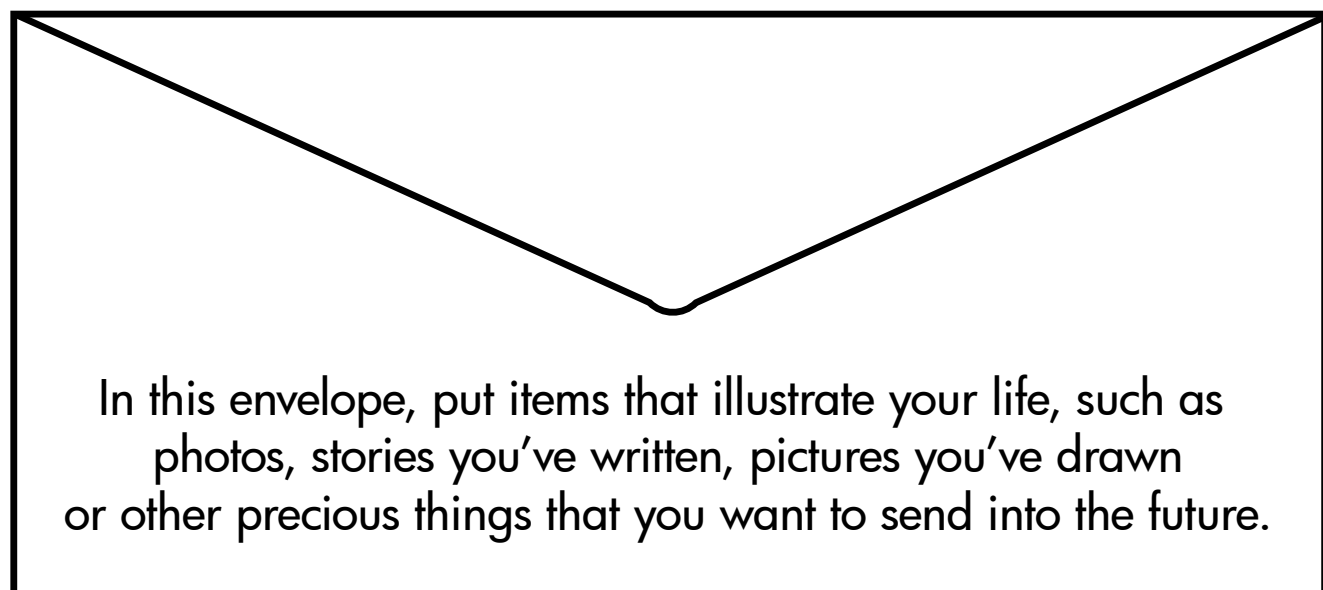 In this envelope, put items that illustrate your life, such as
photos, stories you’ve written, pictures you’ve drawn
or other precious things that you want to send into the future.